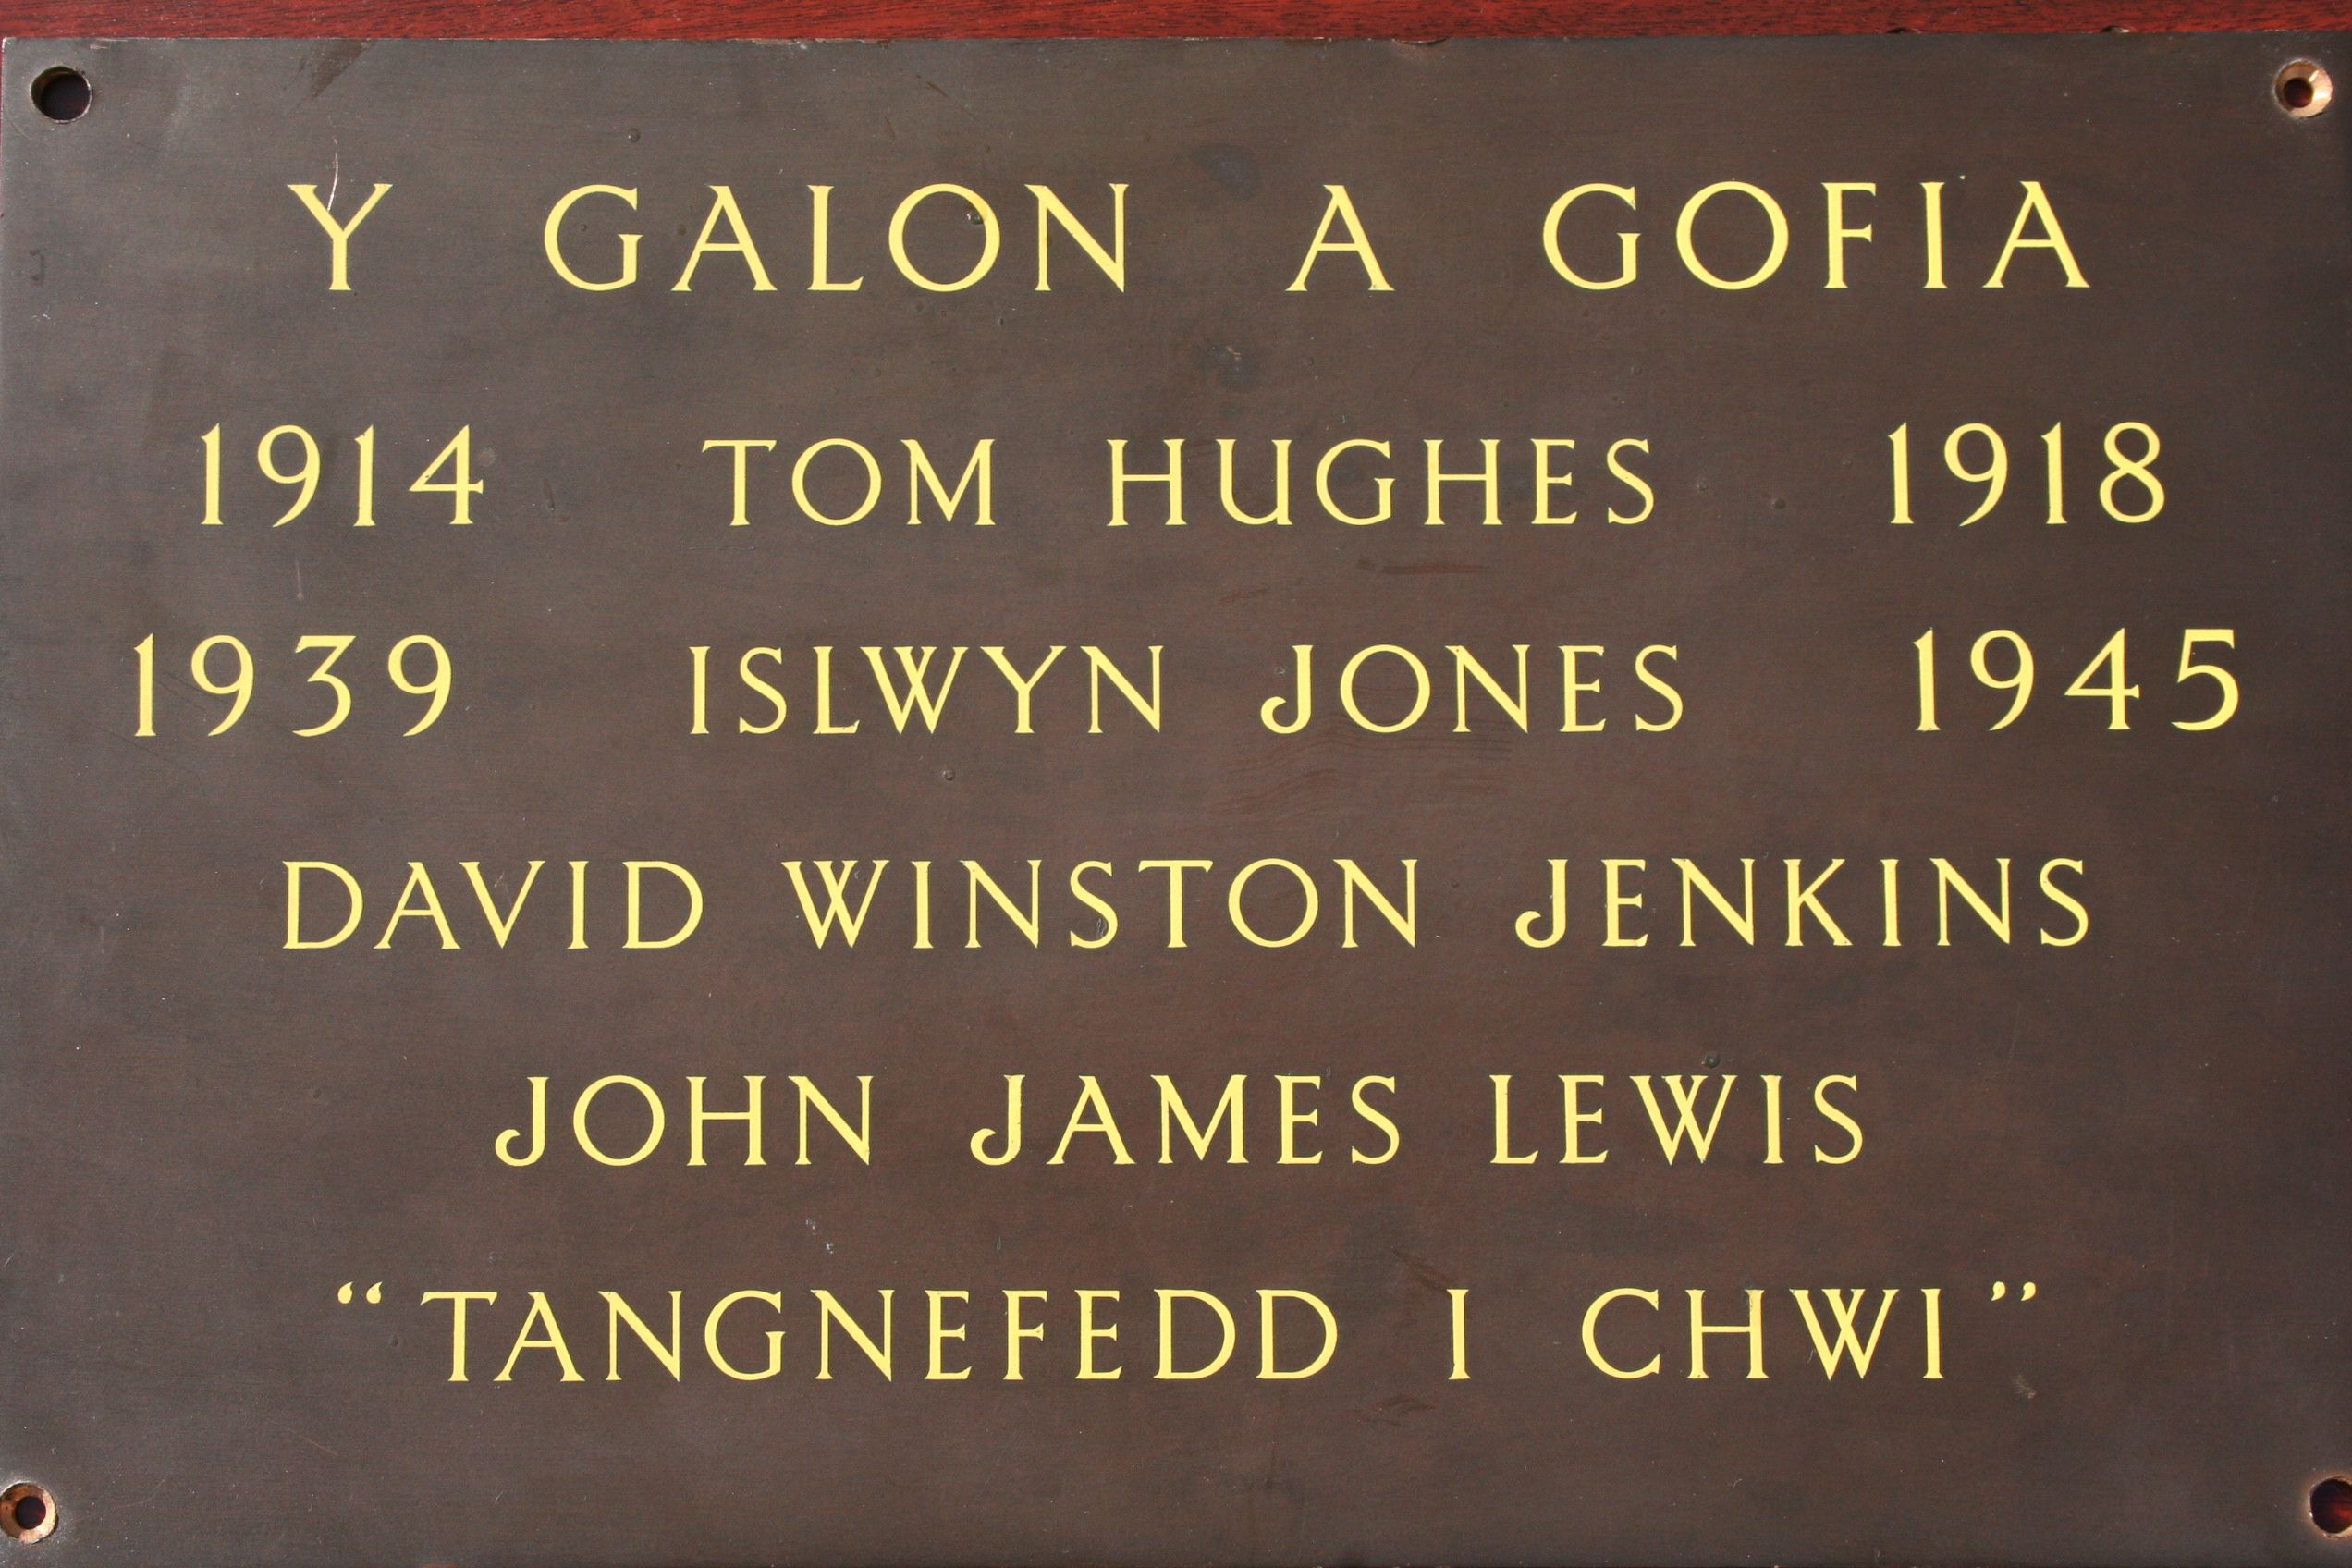 Y GALON A GOFIA
1914 TOM HUGHES 1918
1939 ISLWYN JONES 1945
DAVID WINSTON JENKINS
JOHN JAMES LEWIS
“TANGNEFEDD I CHWI”